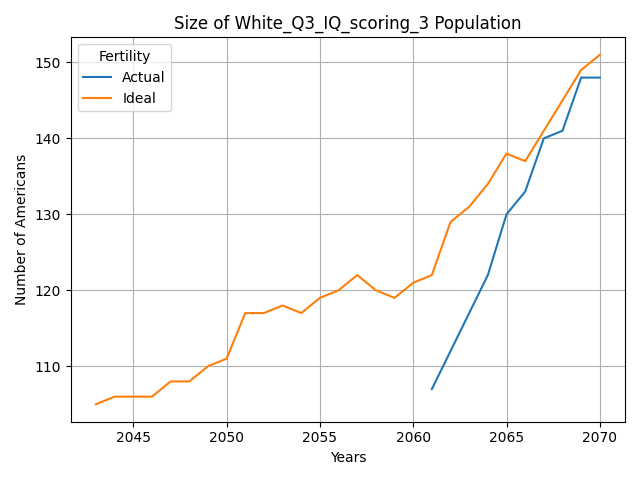 Size of White_Q3_IQ_scoring_3 Population
Fertility
Actual
Ideal
150
140
130
120
110
Number of Americans
2045
2050
2055
2060
2065
2070
Years